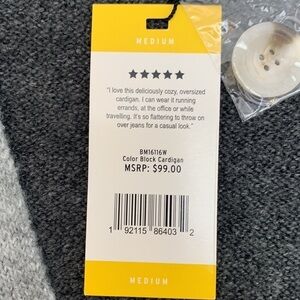 MEDIUM
"I love this deliciously cozy, oversized
cardigan. I can wear it running
errands, at the office or while
travelling. It's so flattering to throw on
over jeans for a casual look."
BM16116W
Color Block Cardigan
MSRP: $99.00
1 92115 86403 2
MEDIUM